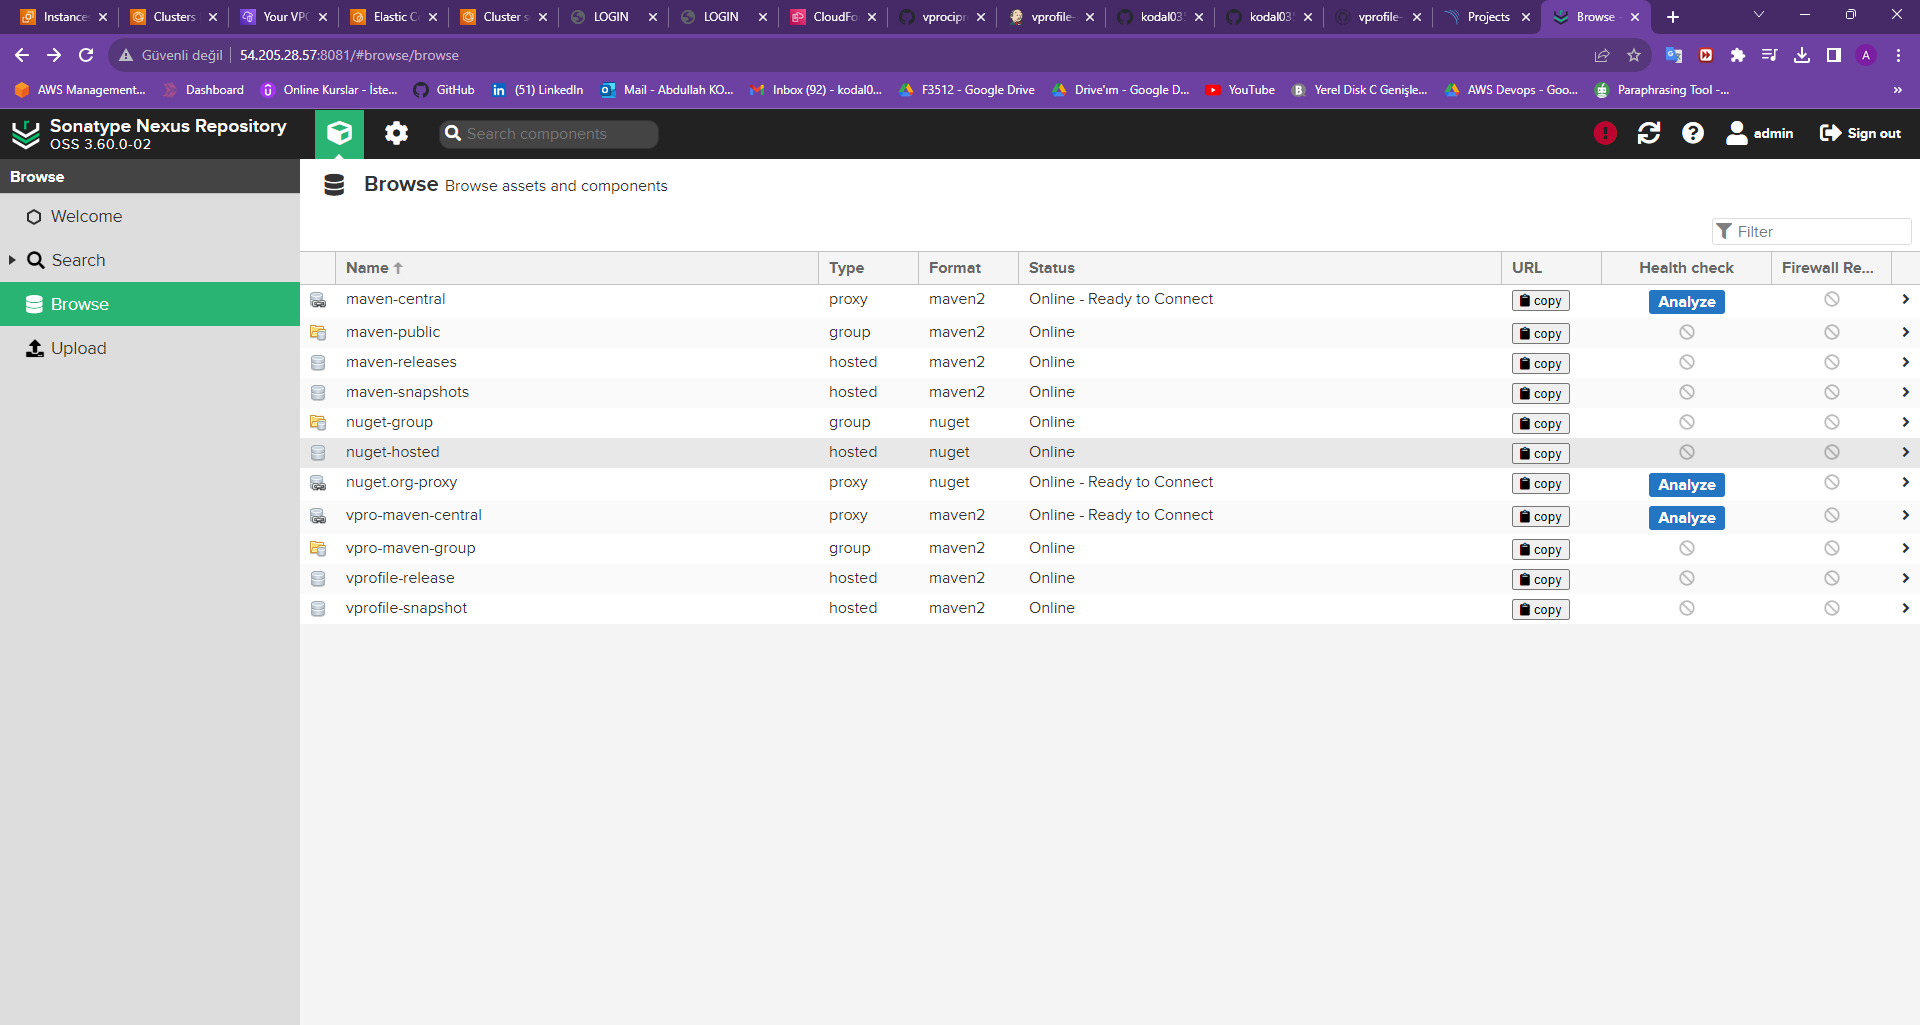 Instance
Clusters
Your VPC
Elastic C
Cluster s
LOGIN
LOGIN
CloudFo
vprocipr
vprofile-
kodal03
kodal03
vprofile-
Projects
Browse
Güvenli değil
54.205.28.57:8081/#browse/browse
A
AWS Management...
Dashboard
Online Kurslar - İste...
GitHub
(51) LinkedIn
Mail - Abdullah KO...
Inbox (92) - kodal0...
F3512 - Google Drive
Drive'ım - Google D...
YouTube
Yerel Disk C Genişle...
AWS Devops - Goo...
Paraphrasing Tool -...
»
Sonatype Nexus Repository
OSS 3.60.0-02
Search components
admin
Sign out
Browse
Welcome
Search
Browse
Upload
Browse Browse assets and components
Filter
Name Type Format Status URL Health check Firewall Re...
maven-central proxy maven2 Online - Ready to Connect copy Analyze
maven-public group maven2 Online copy
maven-releases hosted maven2 Online copy
maven-snapshots hosted maven2 Online copy
nuget-group group nuget Online copy
nuget-hosted hosted nuget Online copy
nuget.org-proxy proxy nuget Online - Ready to Connect copy Analyze
vpro-maven-central proxy maven2 Online - Ready to Connect copy Analyze
vpro-maven-group group maven2 Online copy
vprofile-release hosted maven2 Online copy
vprofile-snapshot hosted maven2 Online copy